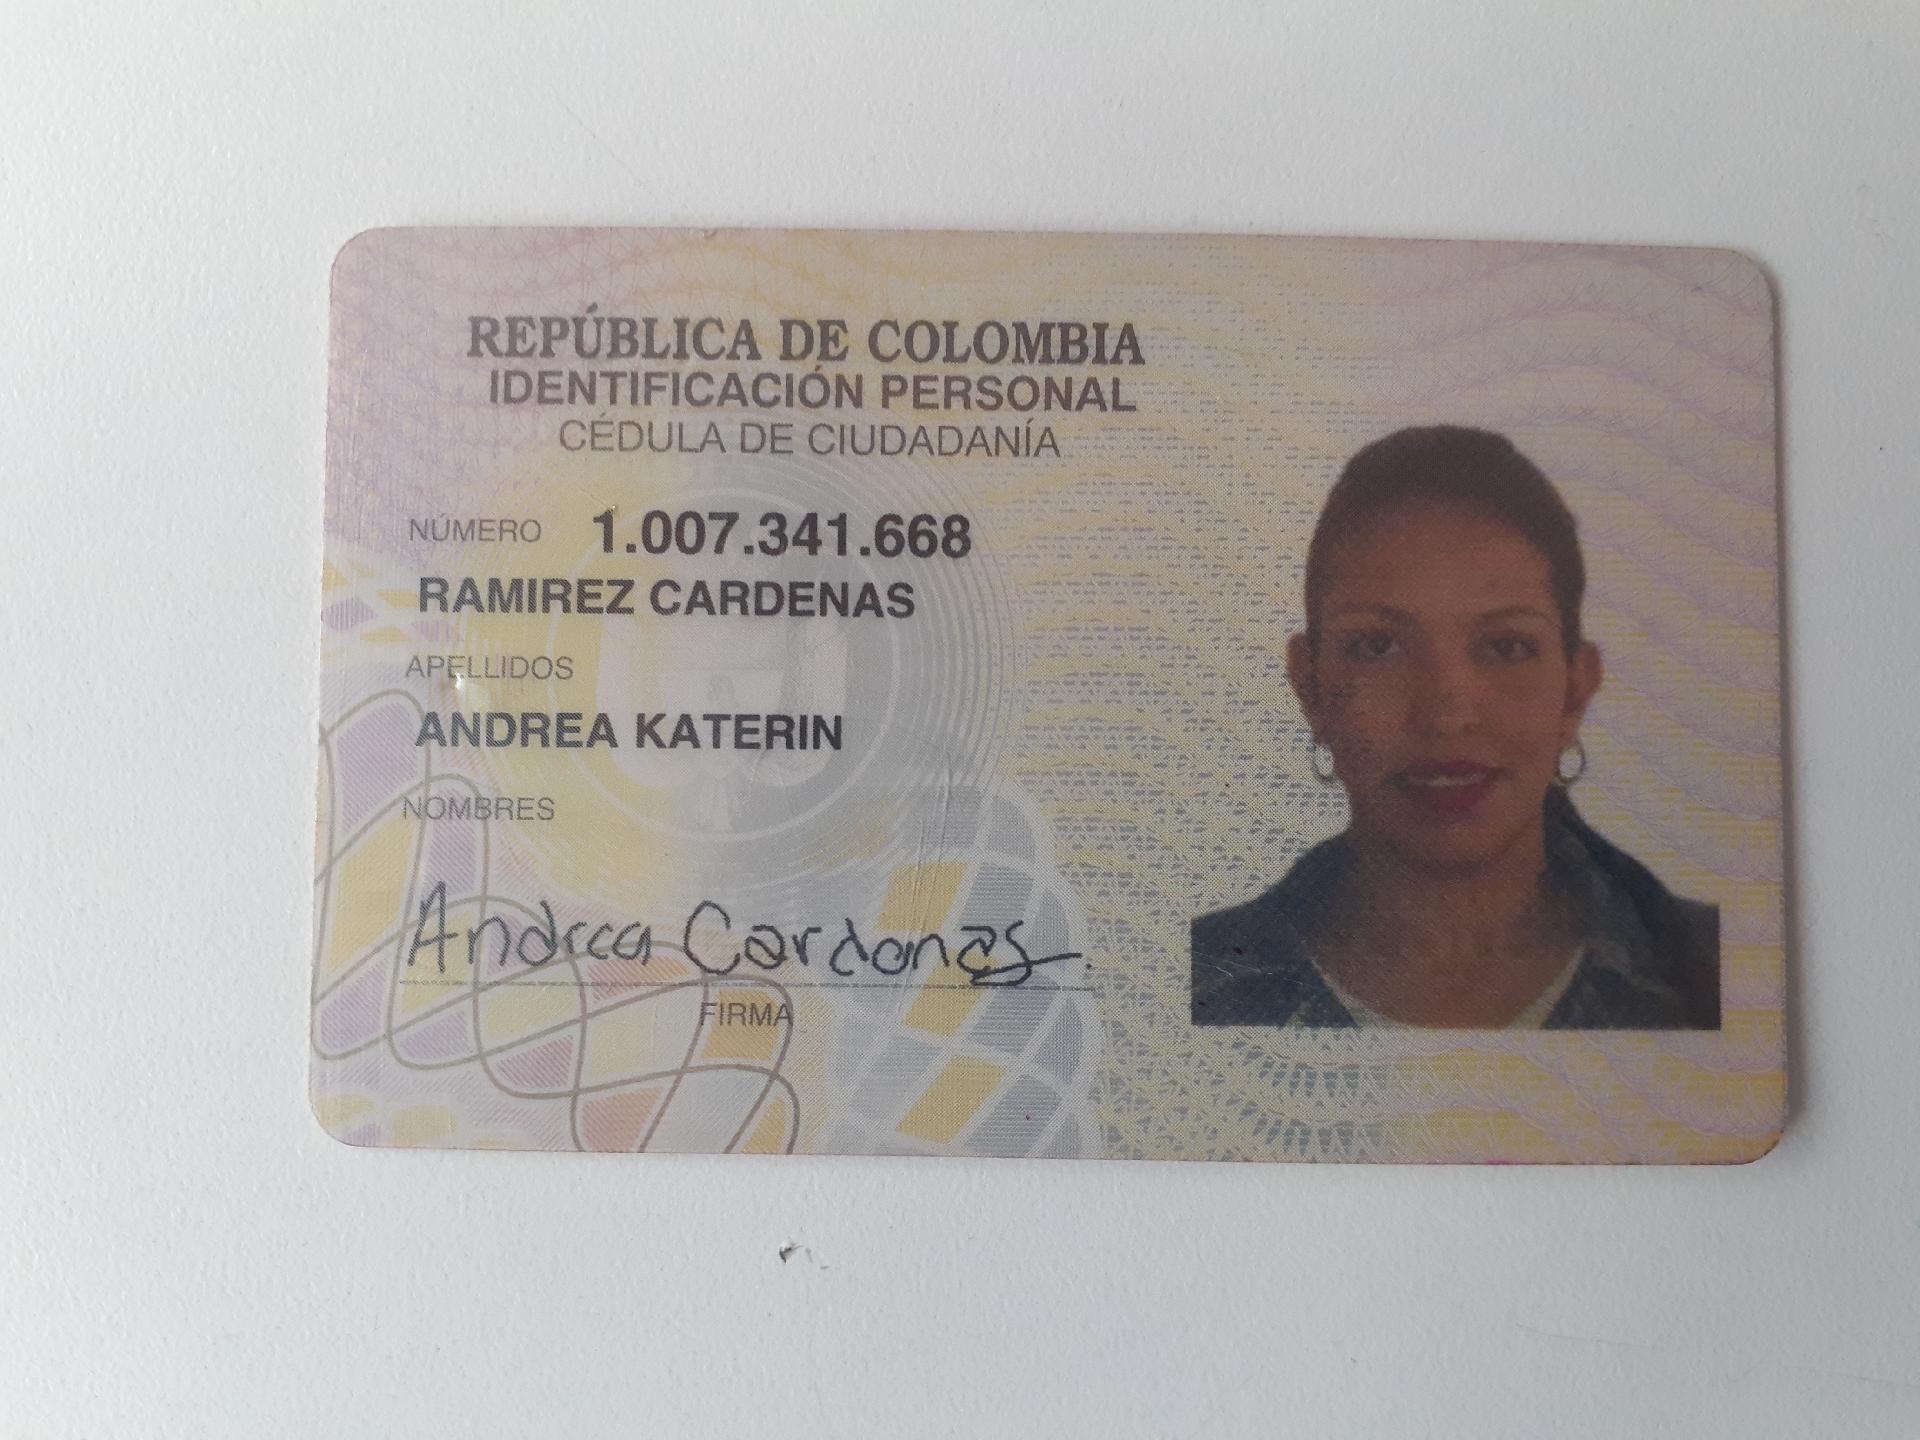 REPÚBLICA DE COLOMBIA
IDENTIFICACIÓN PERSONAL
CÉDULA DE CIUDADANÍA
NÚMERO 1.007.341.668
RAMIREZ CARDENAS
APELLIDOS
ANDREA KATERIN
NOMBRES
Andrea Cardenas
FIRMA